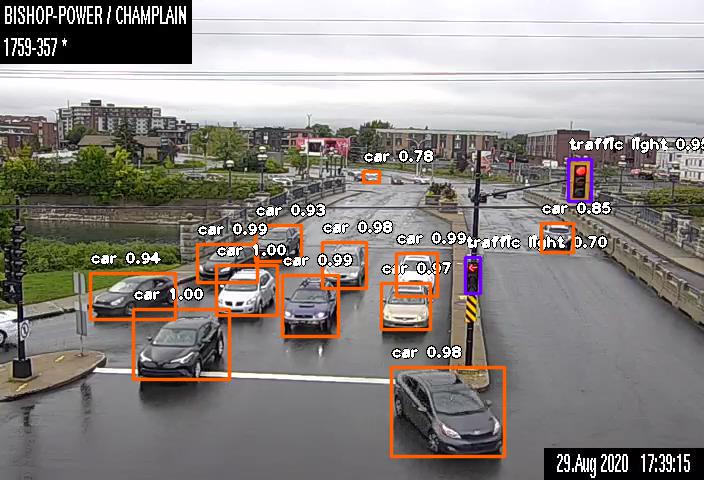 BISHOP-POWER / CHAMPLAIN
1759-357 *
traffic light 0.99
car 0.78
car 0.93
car 0.85
car 0.99
car 0.98
car 1.00
car 0.99
traffic light 0.70
car 0.94
car 0.99
car 0.97
car 1.00
car 0.98
29.Aug 2020 17:39:15